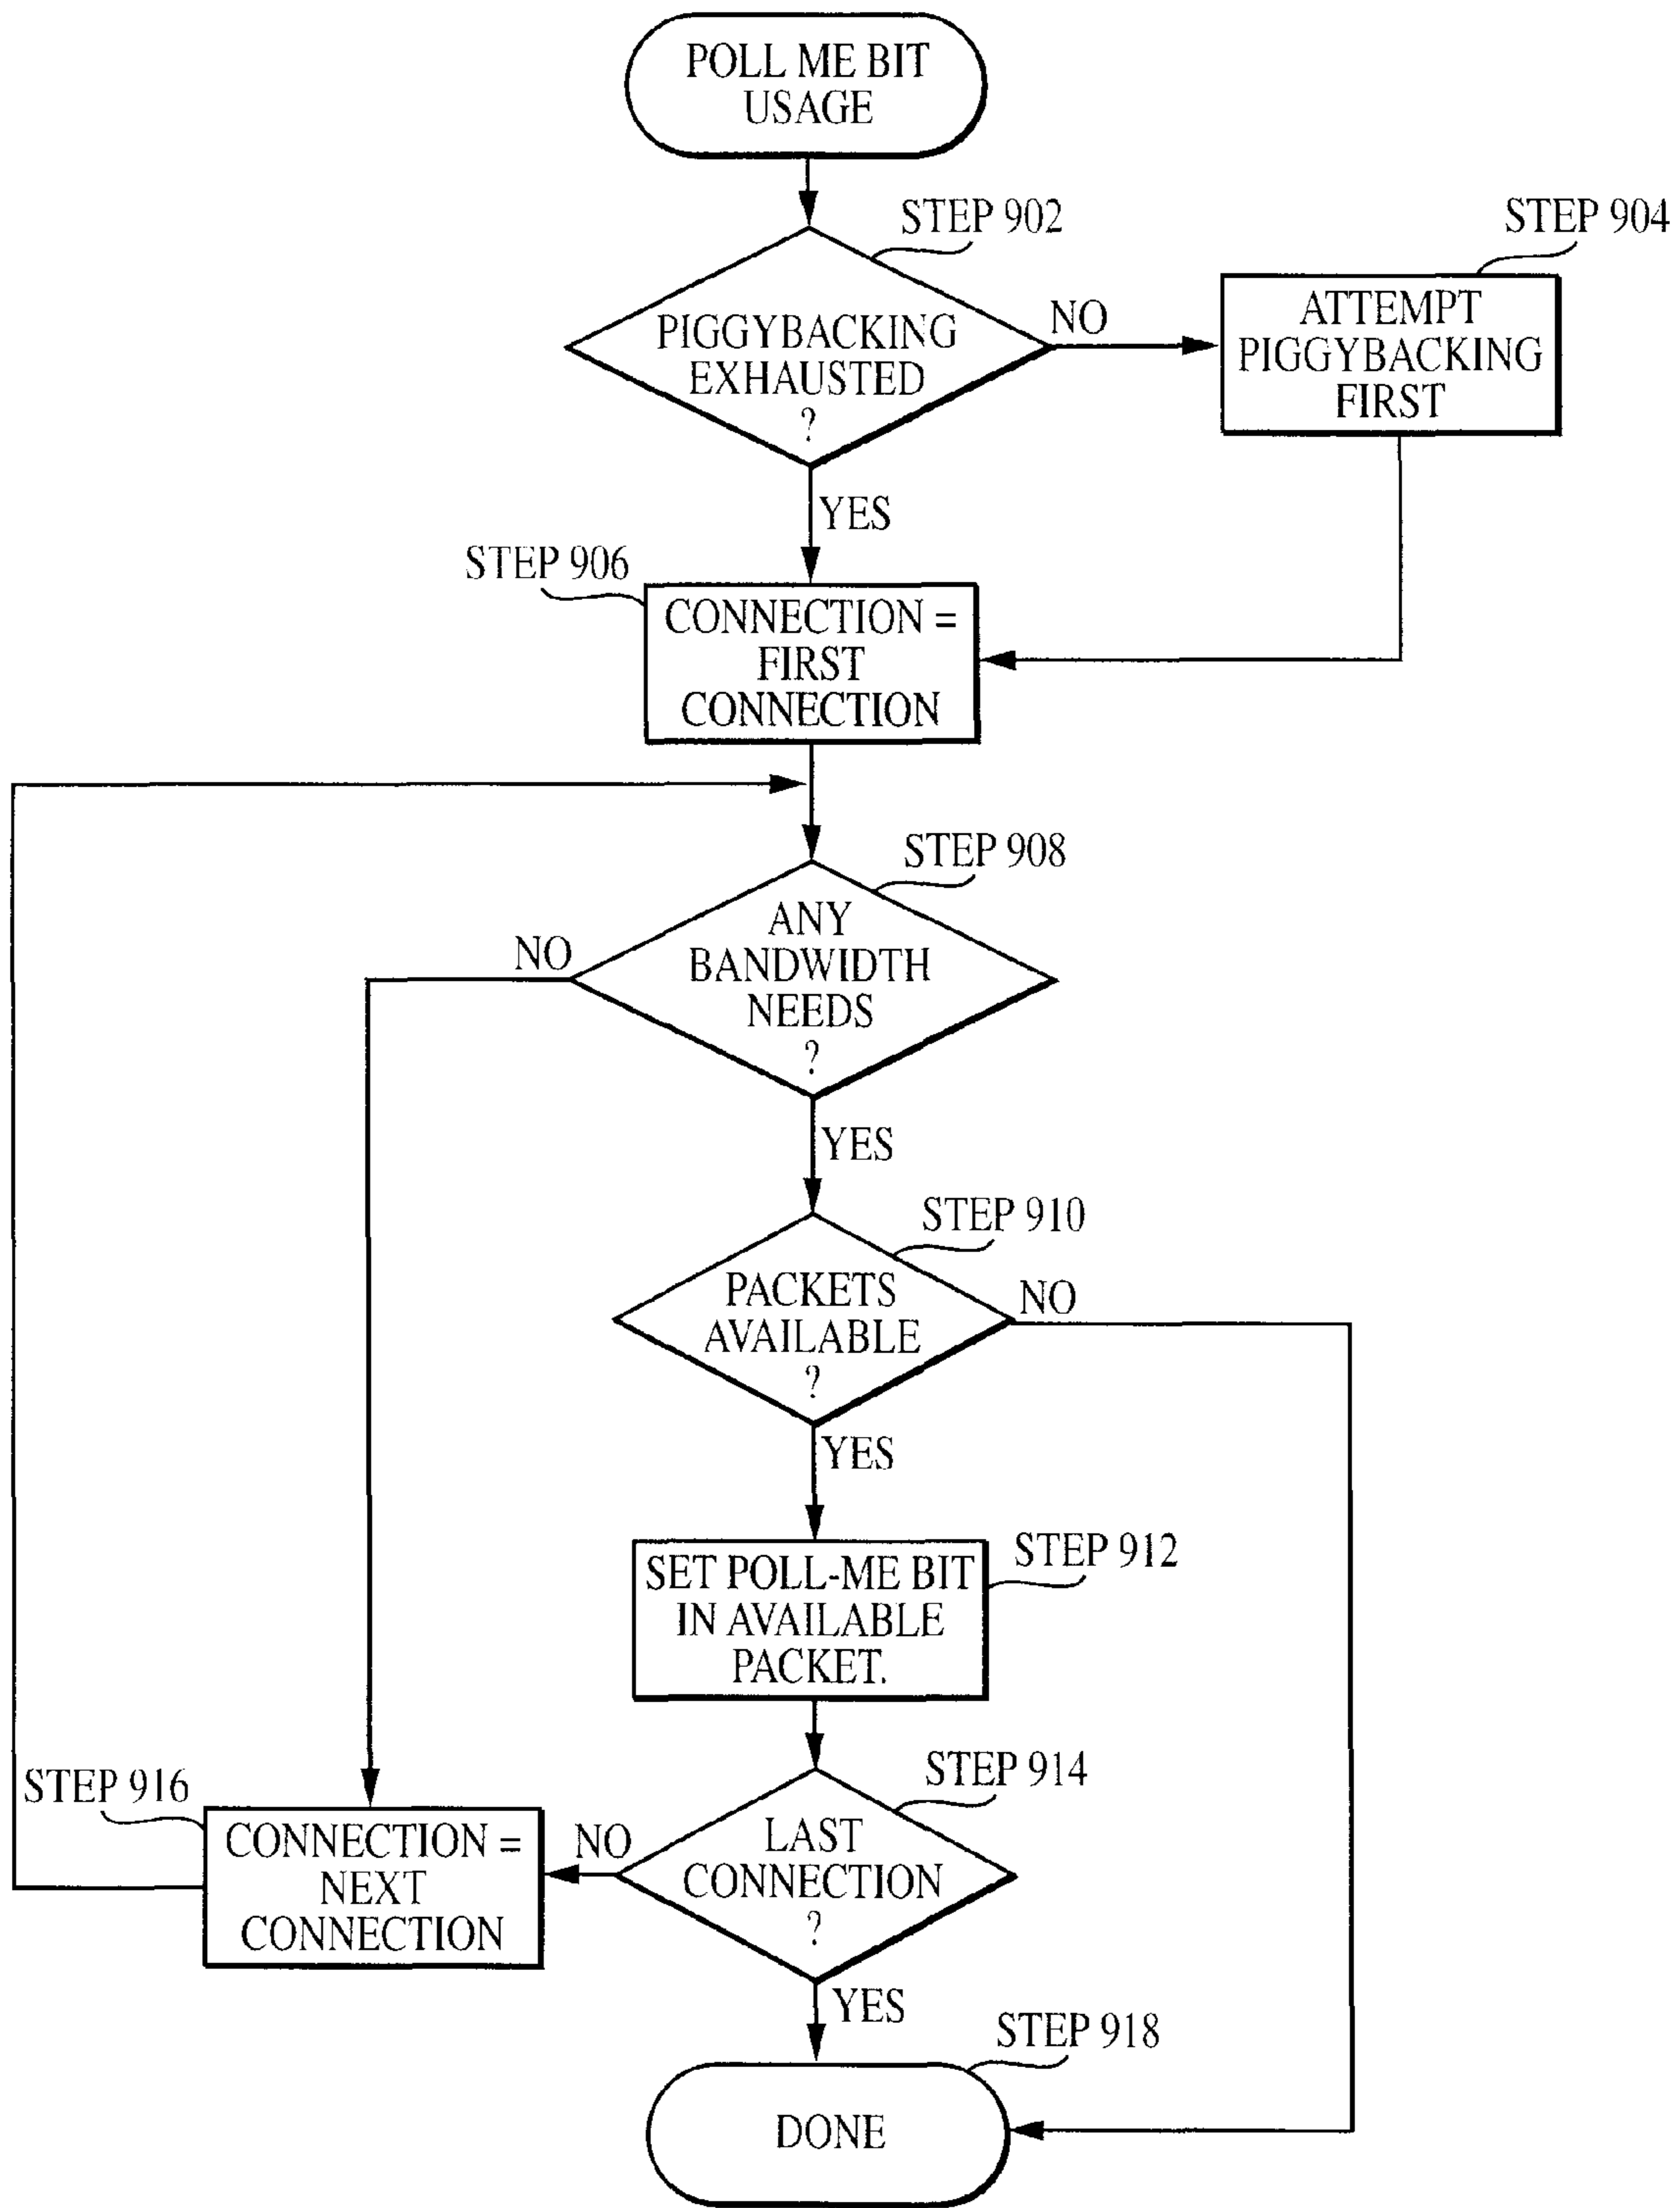 POLL ME BIT
USAGE
STEP 902
STEP 904
PIGGYBACKING
EXHAUSTED
?
NO
ATTEMPT
PIGGYBACKING
FIRST
YES
STEP 906
CONNECTION =
FIRST
CONNECTION
STEP 908
ANY
BANDWIDTH
NEEDS
?
NO
YES
STEP 910
PACKETS
AVAILABLE
?
NO
YES
STEP 912
SET POLL-ME BIT
IN AVAILABLE
PACKET.
STEP 914
STEP 916
LAST
CONNECTION
?
NO
CONNECTION =
NEXT
CONNECTION
YES
STEP 918
DONE